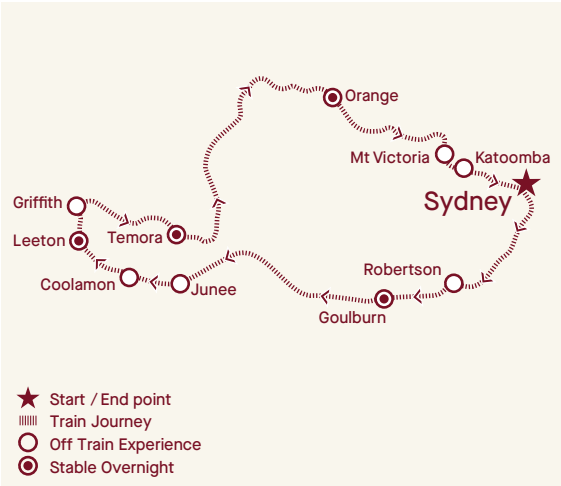 Orange
Mt Victoria
Katoomba
Sydney
Griffith
Leeton
Temora
Coolamon
Junee
Robertson
Goulburn
Start / End point
Train Journey
Off Train Experience
Stable Overnight